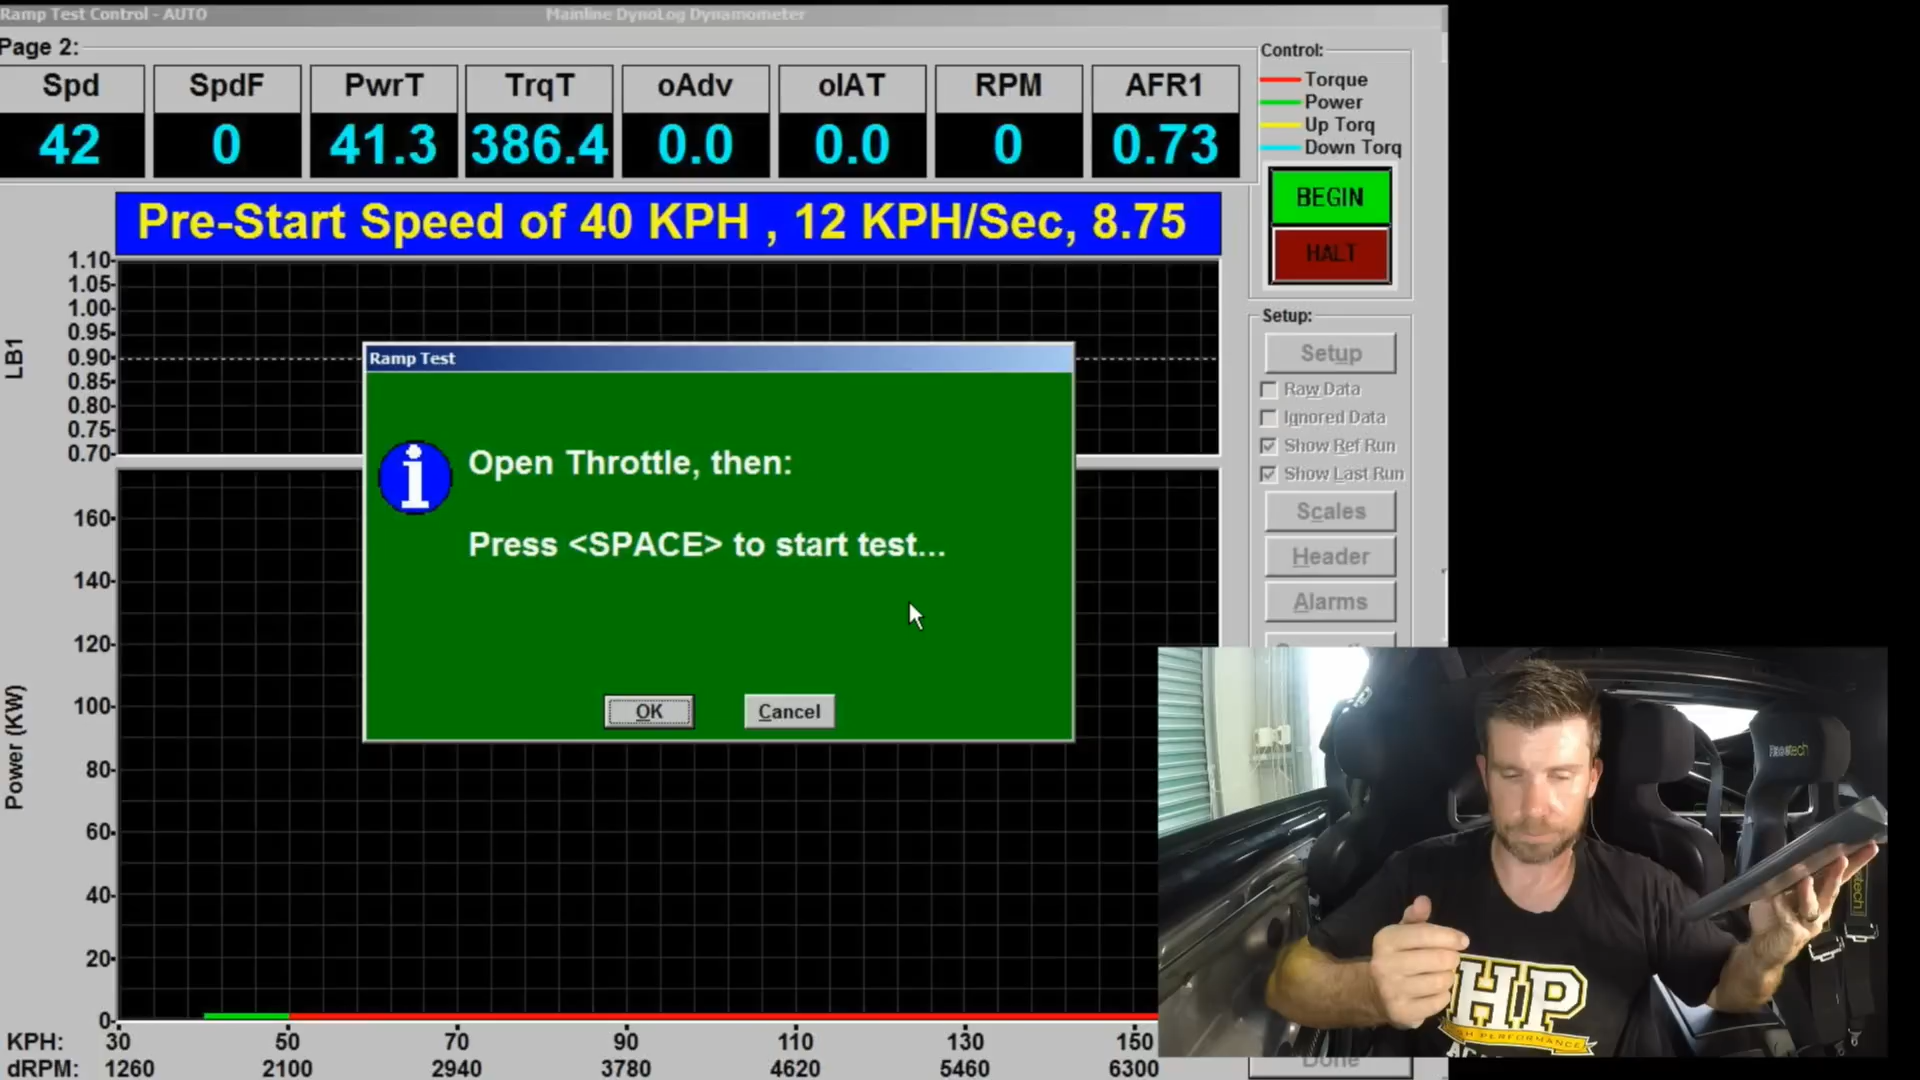 Ramp Test Control - AUTO
Mainline DynoLog Dynamometer
Page 2:
Spd SpdF PwrT TrqT oAdv oIAT RPM AFR1
42 0 41.3 386.4 0.0 0.0 0 0.73
Control:
Torque
Power
Up Torq
Down Torq
BEGIN
HALT
Pre-Start Speed of 40 KPH , 12 KPH/Sec, 8.75
LB1
1.10
1.05
1.00
0.95
0.90
0.85
0.80
0.75
0.70
Ramp Test
Open Throttle, then:
Press <SPACE> to start test...
OK Cancel
Setup:
Setup
Raw Data
Ignored Data
Show Ref Run
Show Last Run
Scales
Header
Alarms
Power (KW)
160
140
120
100
80
60
40
20
0
KPH: 30 50 70 90 110 130 150
dRPM: 1260 2100 2940 3780 4620 5460 6300
Done
Racetech
HP
HIGH PERFORMANCE
ACADEMY